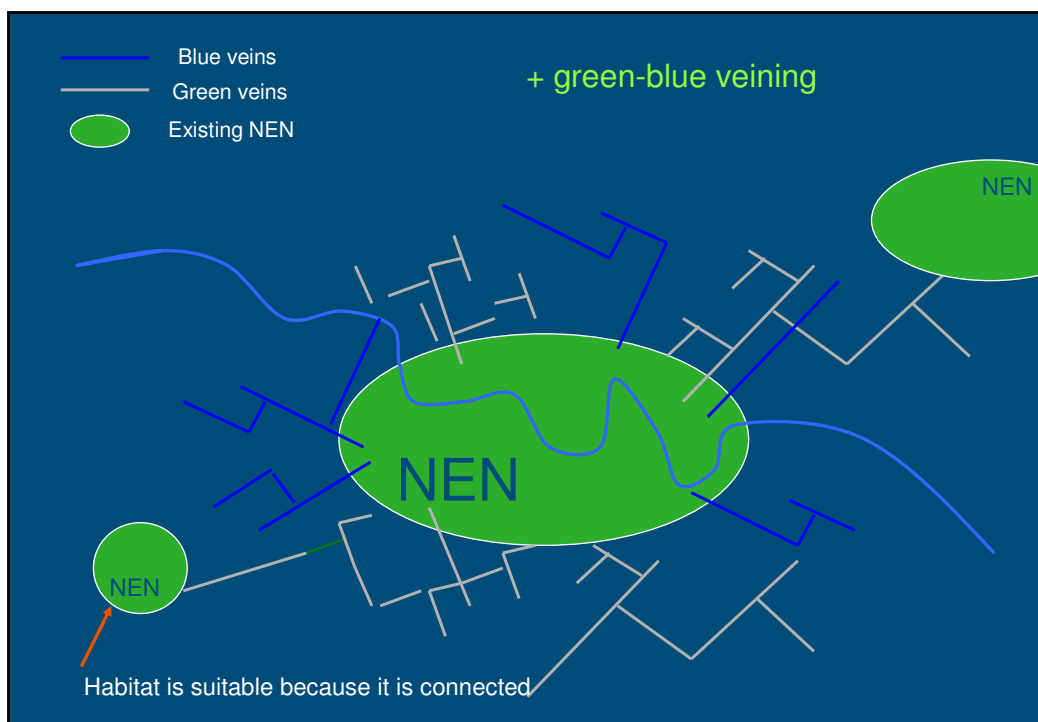 Blue veins
+ green-blue veining
Green veins
Existing NEN
NEN
NEN
NEN
Habitat is suitable because it is connected